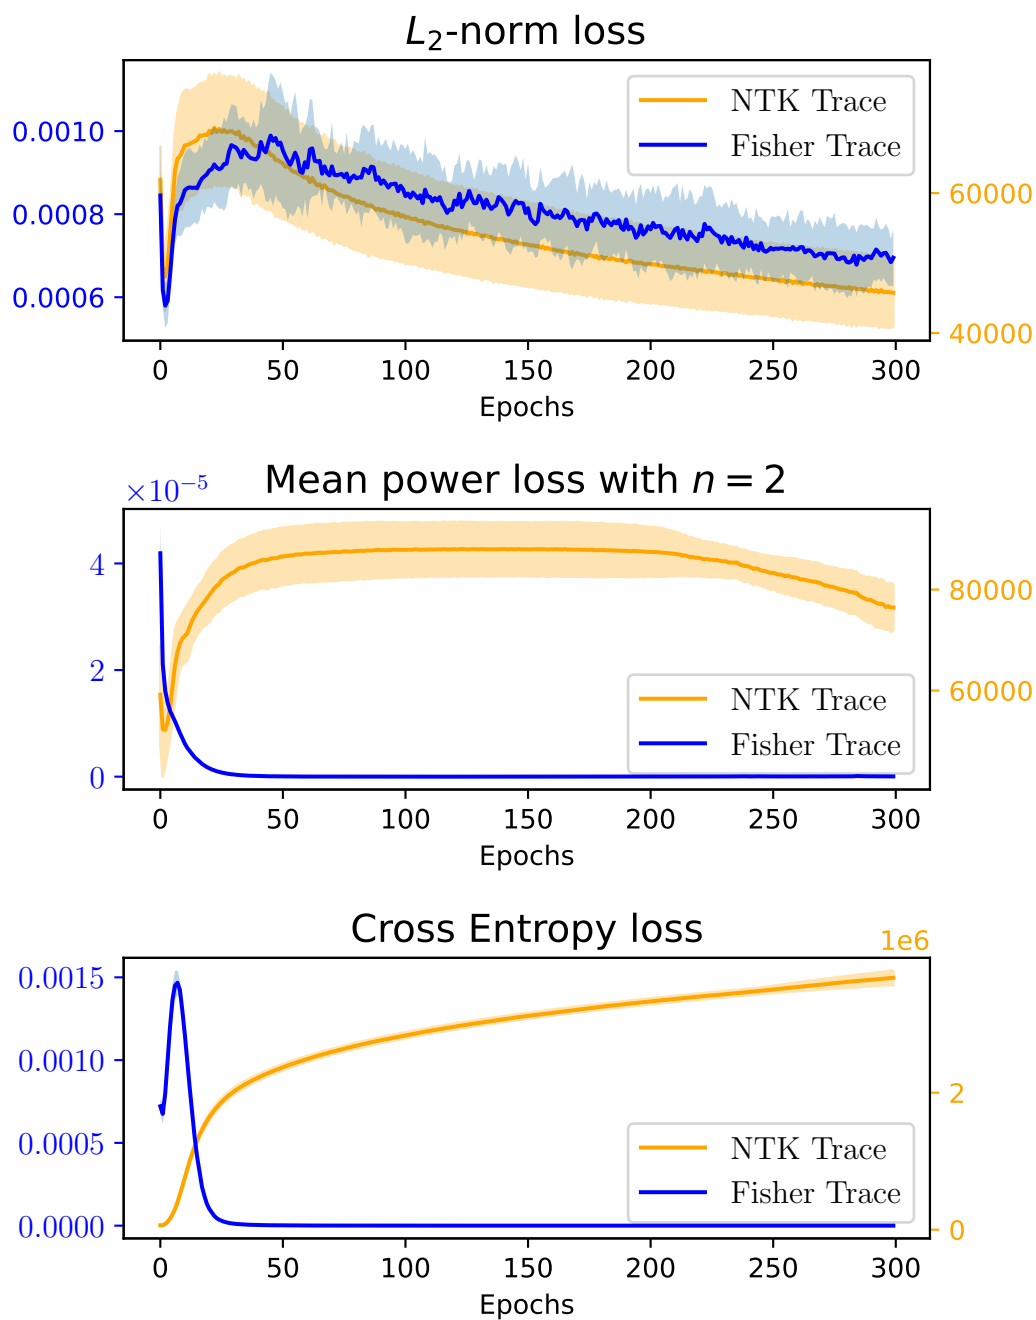 L₂-norm loss
NTK Trace
Fisher Trace
0.0010
0.0008
0.0006
60000
40000
0 50 100 150 200 250 300
Epochs
×10⁻⁵
Mean power loss with n = 2
4
2
0
80000
60000
NTK Trace
Fisher Trace
0 50 100 150 200 250 300
Epochs
Cross Entropy loss
1e6
0.0015
0.0010
0.0005
0.0000
2
0
NTK Trace
Fisher Trace
0 50 100 150 200 250 300
Epochs